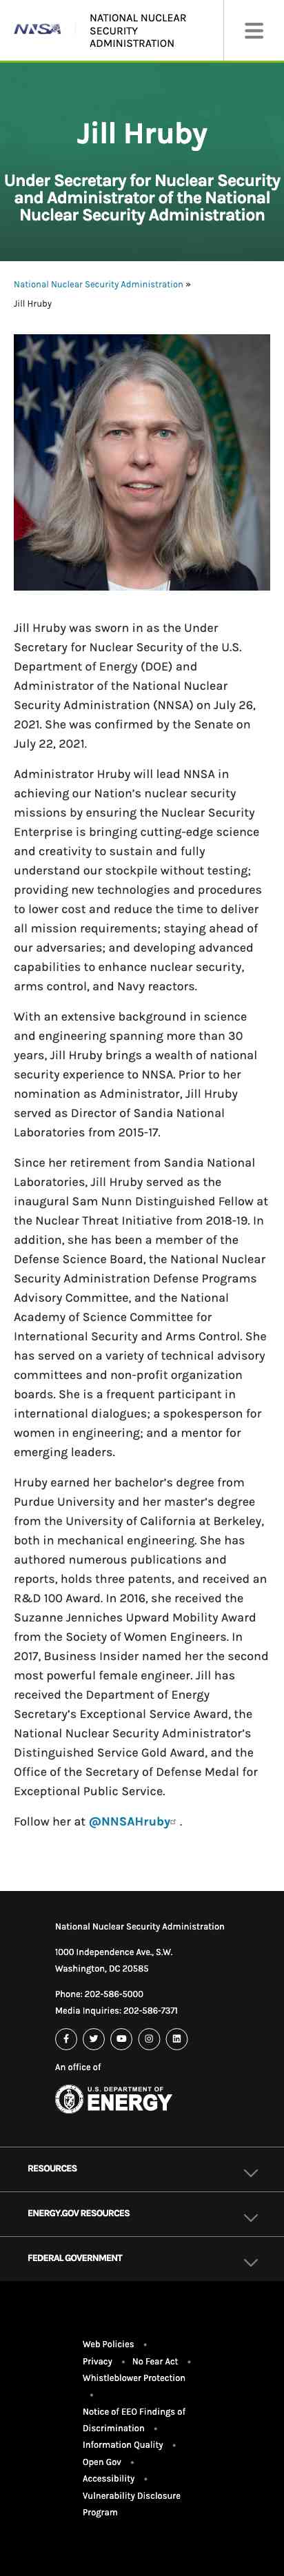 NNSA
NATIONAL NUCLEAR
SECURITY
ADMINISTRATION
Jill Hruby
Under Secretary for Nuclear Security
and Administrator of the National
Nuclear Security Administration
National Nuclear Security Administration »
Jill Hruby
Jill Hruby was sworn in as the Under
Secretary for Nuclear Security of the U.S.
Department of Energy (DOE) and
Administrator of the National Nuclear
Security Administration (NNSA) on July 26,
2021. She was confirmed by the Senate on
July 22, 2021.
Administrator Hruby will lead NNSA in
achieving our Nation's nuclear security
missions by ensuring the Nuclear Security
Enterprise is bringing cutting-edge science
and creativity to sustain and fully
understand our stockpile without testing;
providing new technologies and procedures
to lower cost and reduce the time to deliver
all mission requirements; staying ahead of
our adversaries; and developing advanced
capabilities to enhance nuclear security,
arms control, and Navy reactors.
With an extensive background in science
and engineering spanning more than 30
years, Jill Hruby brings a wealth of national
security experience to NNSA. Prior to her
nomination as Administrator, Jill Hruby
served as Director of Sandia National
Laboratories from 2015-17.
Since her retirement from Sandia National
Laboratories, Jill Hruby served as the
inaugural Sam Nunn Distinguished Fellow at
the Nuclear Threat Initiative from 2018-19. In
addition, she has been a member of the
Defense Science Board, the National Nuclear
Security Administration Defense Programs
Advisory Committee, and the National
Academy of Science Committee for
International Security and Arms Control. She
has served on a variety of technical advisory
committees and non-profit organization
boards. She is a frequent participant in
international dialogues; a spokesperson for
women in engineering; and a mentor for
emerging leaders.
Hruby earned her bachelor's degree from
Purdue University and her master's degree
from the University of California at Berkeley,
both in mechanical engineering. She has
authored numerous publications and
reports, holds three patents, and received an
R&D 100 Award. In 2016, she received the
Suzanne Jenniches Upward Mobility Award
from the Society of Women Engineers. In
2017, Business Insider named her the second
most powerful female engineer. Jill has
received the Department of Energy
Secretary's Exceptional Service Award, the
National Nuclear Security Administrator's
Distinguished Service Gold Award, and the
Office of the Secretary of Defense Medal for
Exceptional Public Service.
Follow her at @NNSAHruby .
National Nuclear Security Administration
1000 Independence Ave., S.W.
Washington, DC 20585
Phone: 202-586-5000
Media Inquiries: 202-586-7371
An office of
U.S. DEPARTMENT OF
ENERGY
RESOURCES
ENERGY.GOV RESOURCES
FEDERAL GOVERNMENT
Web Policies •
Privacy • No Fear Act •
Whistleblower Protection
•
Notice of EEO Findings of
Discrimination •
Information Quality •
Open Gov •
Accessibility •
Vulnerability Disclosure
Program